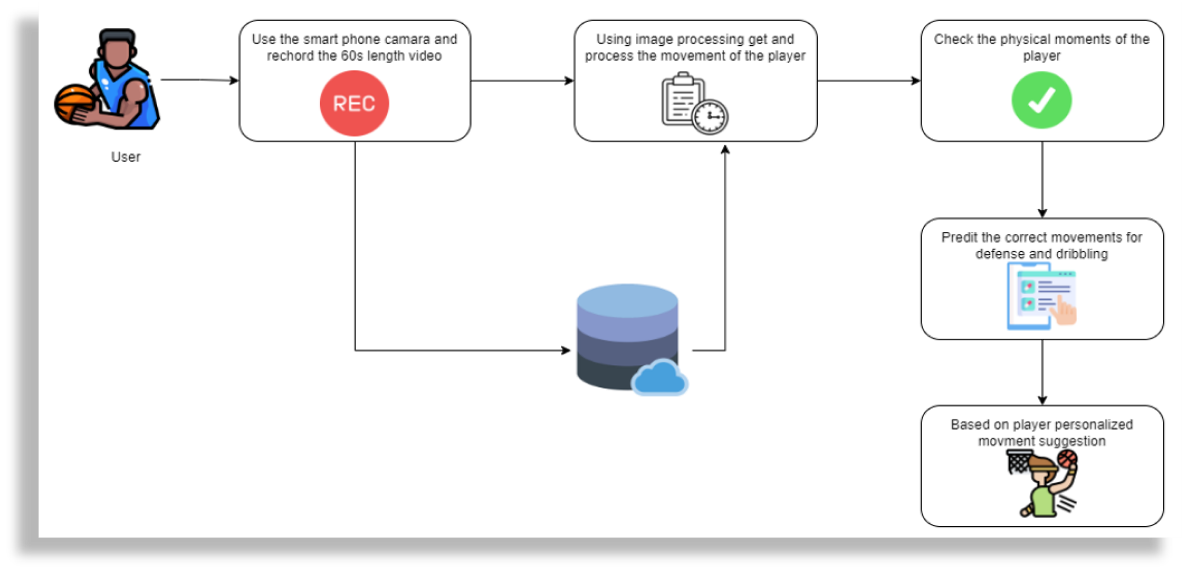 Use the smart phone camara and
rechord the 60s length video
REC
Using image processing get and
process the movement of the player
Check the physical moments of the
player
User
Predit the correct movements for
defense and dribbling
Based on player personalized
movment suggestion